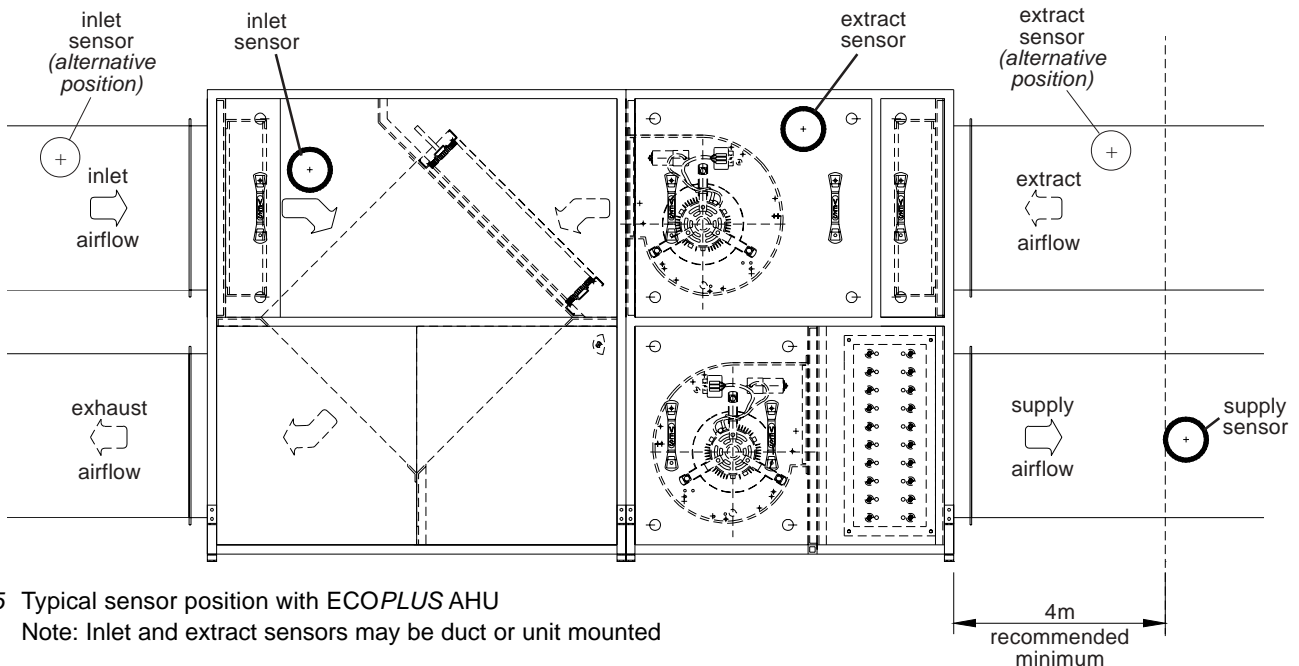 inlet
sensor
(alternative
position)
inlet
sensor
extract
sensor
extract
sensor
(alternative
position)
inlet
airflow
extract
airflow
exhaust
airflow
supply
airflow
supply
sensor
5 Typical sensor position with ECOPLUS AHU
Note: Inlet and extract sensors may be duct or unit mounted
4m
recommended
minimum